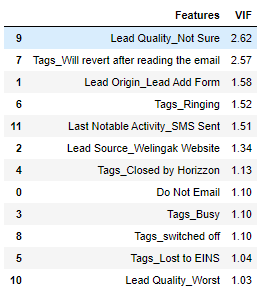 Features VIF
9 Lead Quality_Not Sure 2.62
7 Tags_Will revert after reading the email 2.57
1 Lead Origin_Lead Add Form 1.58
6 Tags_Ringing 1.52
11 Last Notable Activity_SMS Sent 1.51
2 Lead Source_Welingak Website 1.34
4 Tags_Closed by Horizzon 1.13
0 Do Not Email 1.10
3 Tags_Busy 1.10
8 Tags_switched off 1.10
5 Tags_Lost to EINS 1.04
10 Lead Quality_Worst 1.03